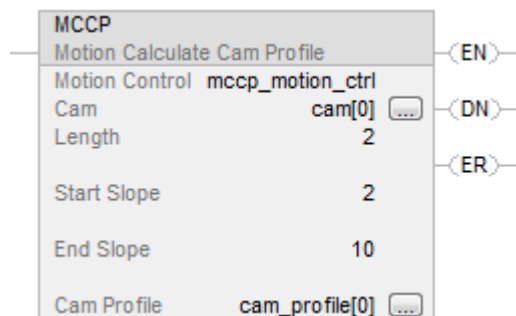 MCCP
Motion Calculate Cam Profile
EN
Motion Control mccp_motion_ctrl
Cam cam[0] ...
DN
Length 2
ER
Start Slope 2
End Slope 10
Cam Profile cam_profile[0] ...